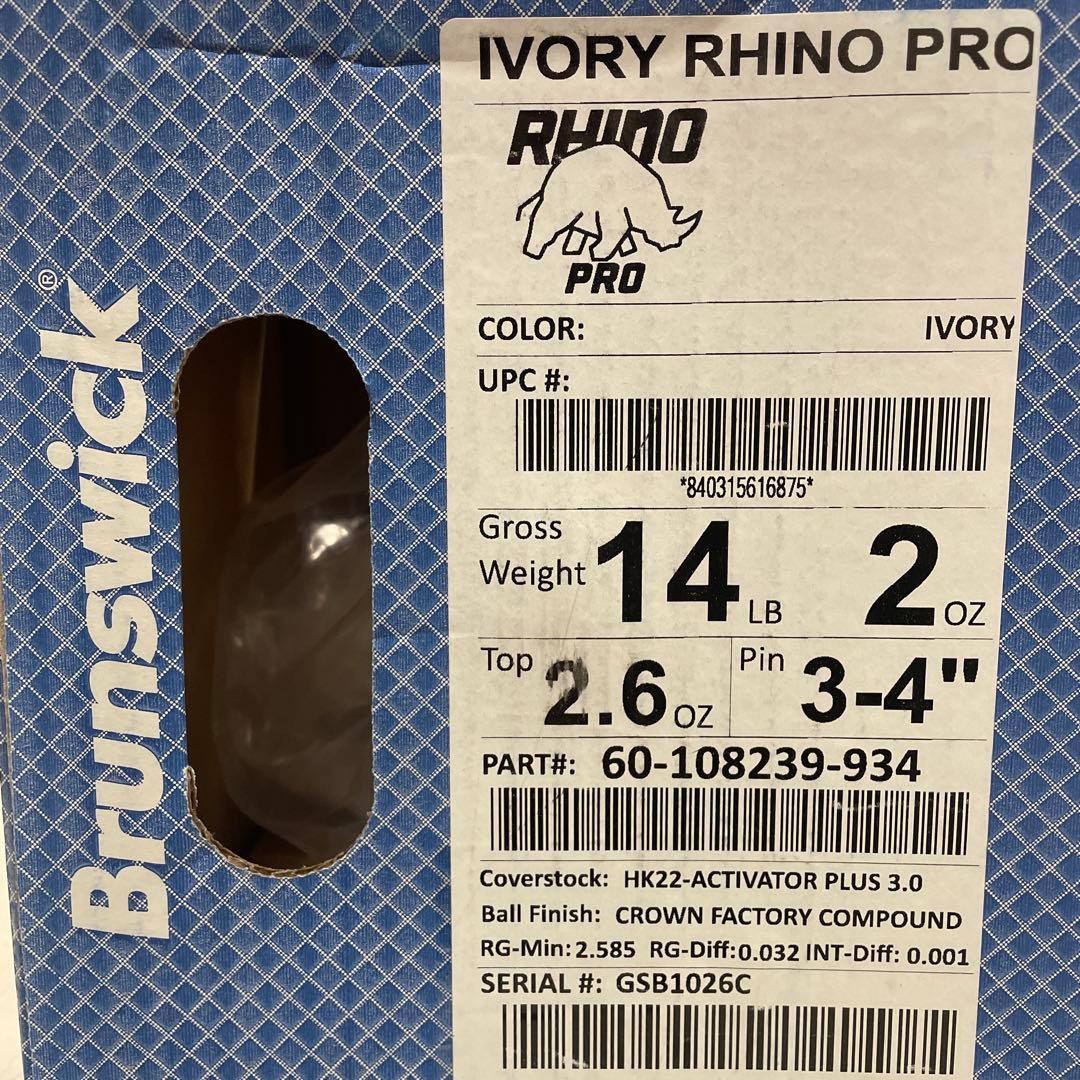 Brunswick®
IVORY RHINO PRO
RHINO
PRO
COLOR: IVORY
UPC #:
*840315616875*
Gross Weight 14 LB 2 OZ
Top 2.6 OZ Pin 3-4"
PART#: 60-108239-934
Coverstock: HK22-ACTIVATOR PLUS 3.0
Ball Finish: CROWN FACTORY COMPOUND
RG-Min: 2.585 RG-Diff: 0.032 INT-Diff: 0.001
SERIAL #: GSB1026C